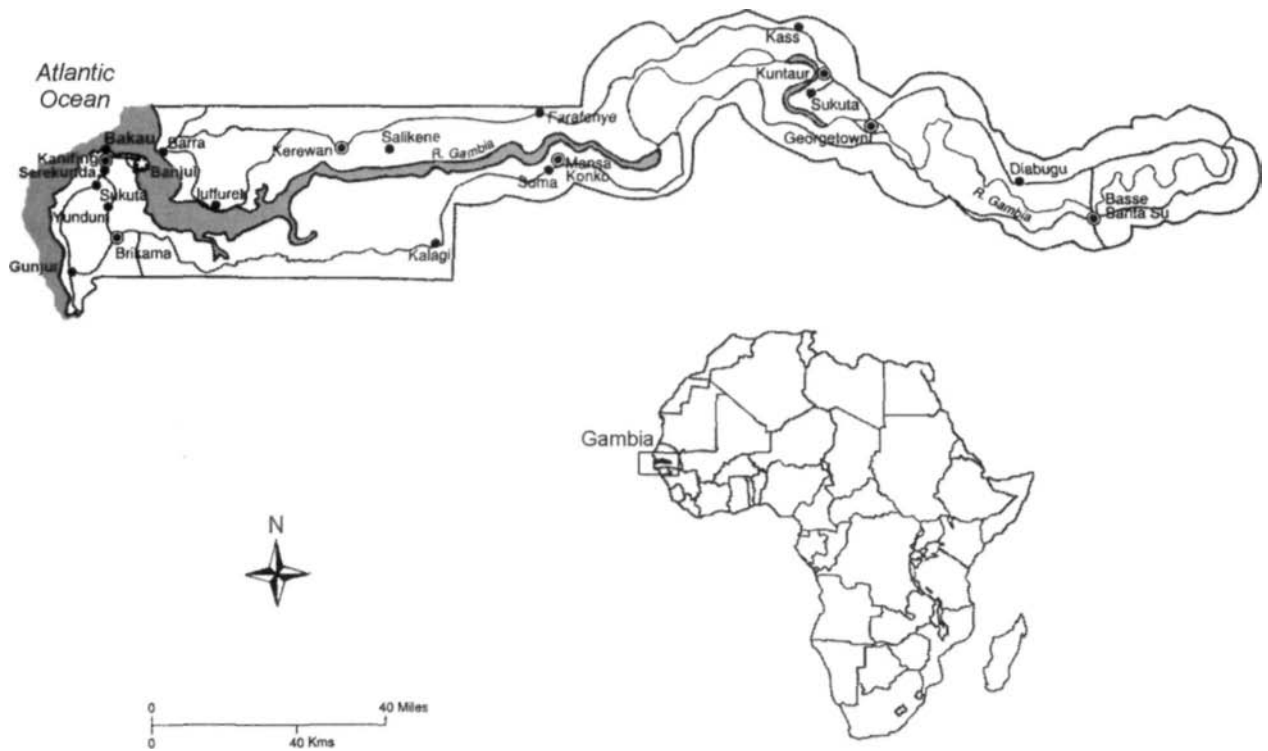 Atlantic
Ocean
Bakau
Barra
Kanifing
Banjul
Serekunda
Sukuta
Yundum
Brikama
Gunjur
Juffureh
Kerewan
Salikene
R. Gambia
Farafenye
Mansa
Konko
Soma
Kalagi
Kass
Kuntaur
Sukuta
Georgetown
Diabugu
R. Gambia
Basse
Santa Su
Gambia
N
0 40 Miles
0 40 Kms